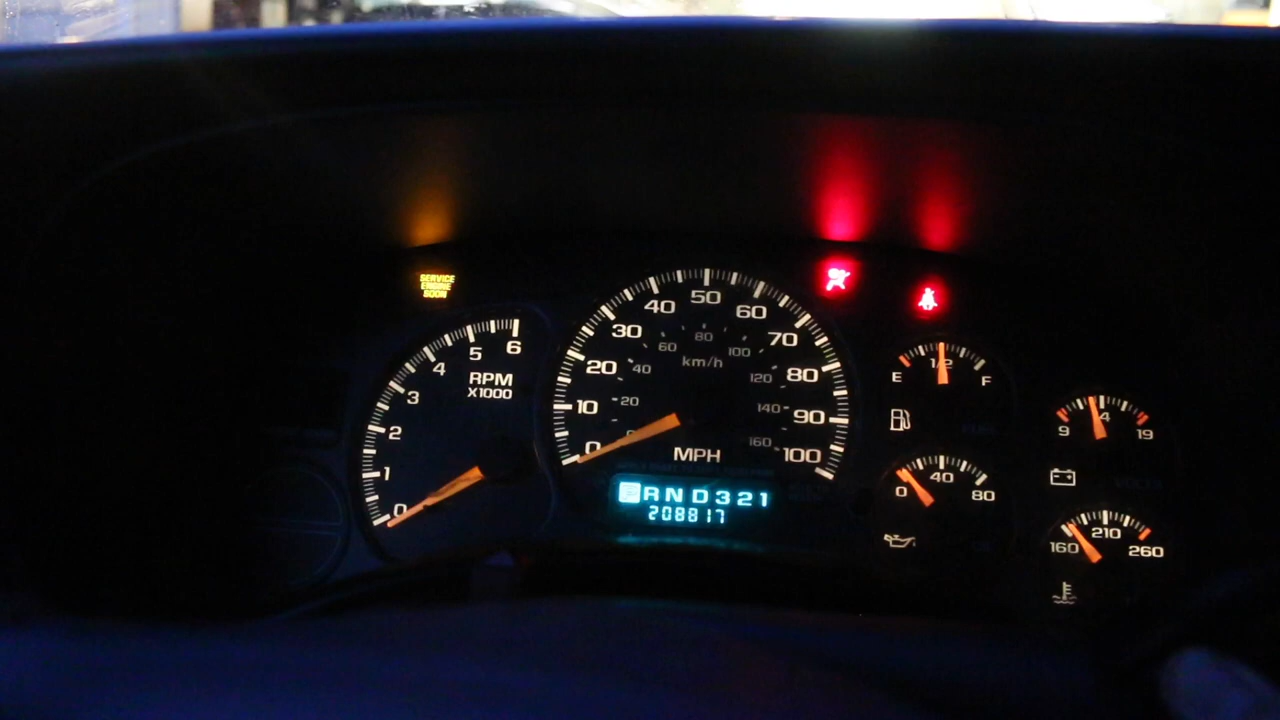 SERVICE
ENGINE
SOON
0 1 2 3 4 5 6
RPM
X1000
0 10 20 30 40 50 60 70 80 90 100
20 40 60 80 100 120 140 160
km/h
MPH
RND321
208817
E 1/2 F
0 40 80
9 19
160 210 260